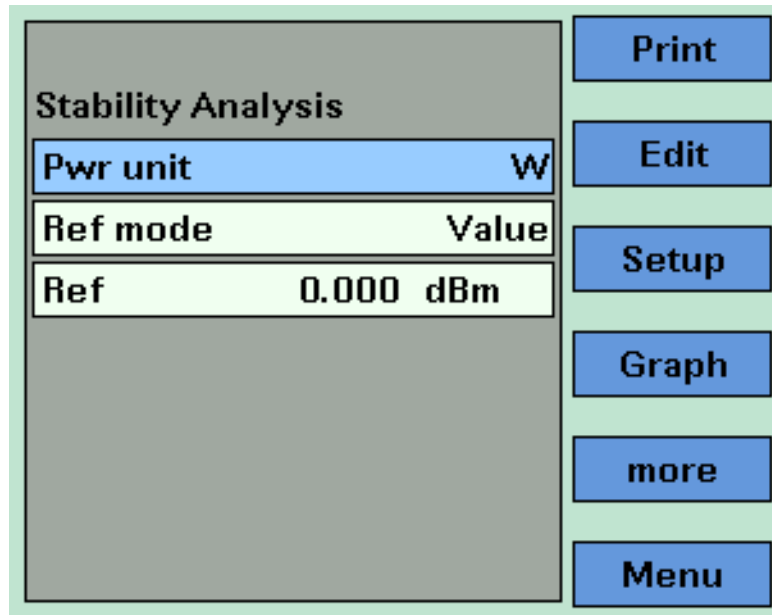 Stability Analysis
Pwr unit W
Ref mode Value
Ref 0.000 dBm
Print
Edit
Setup
Graph
more
Menu